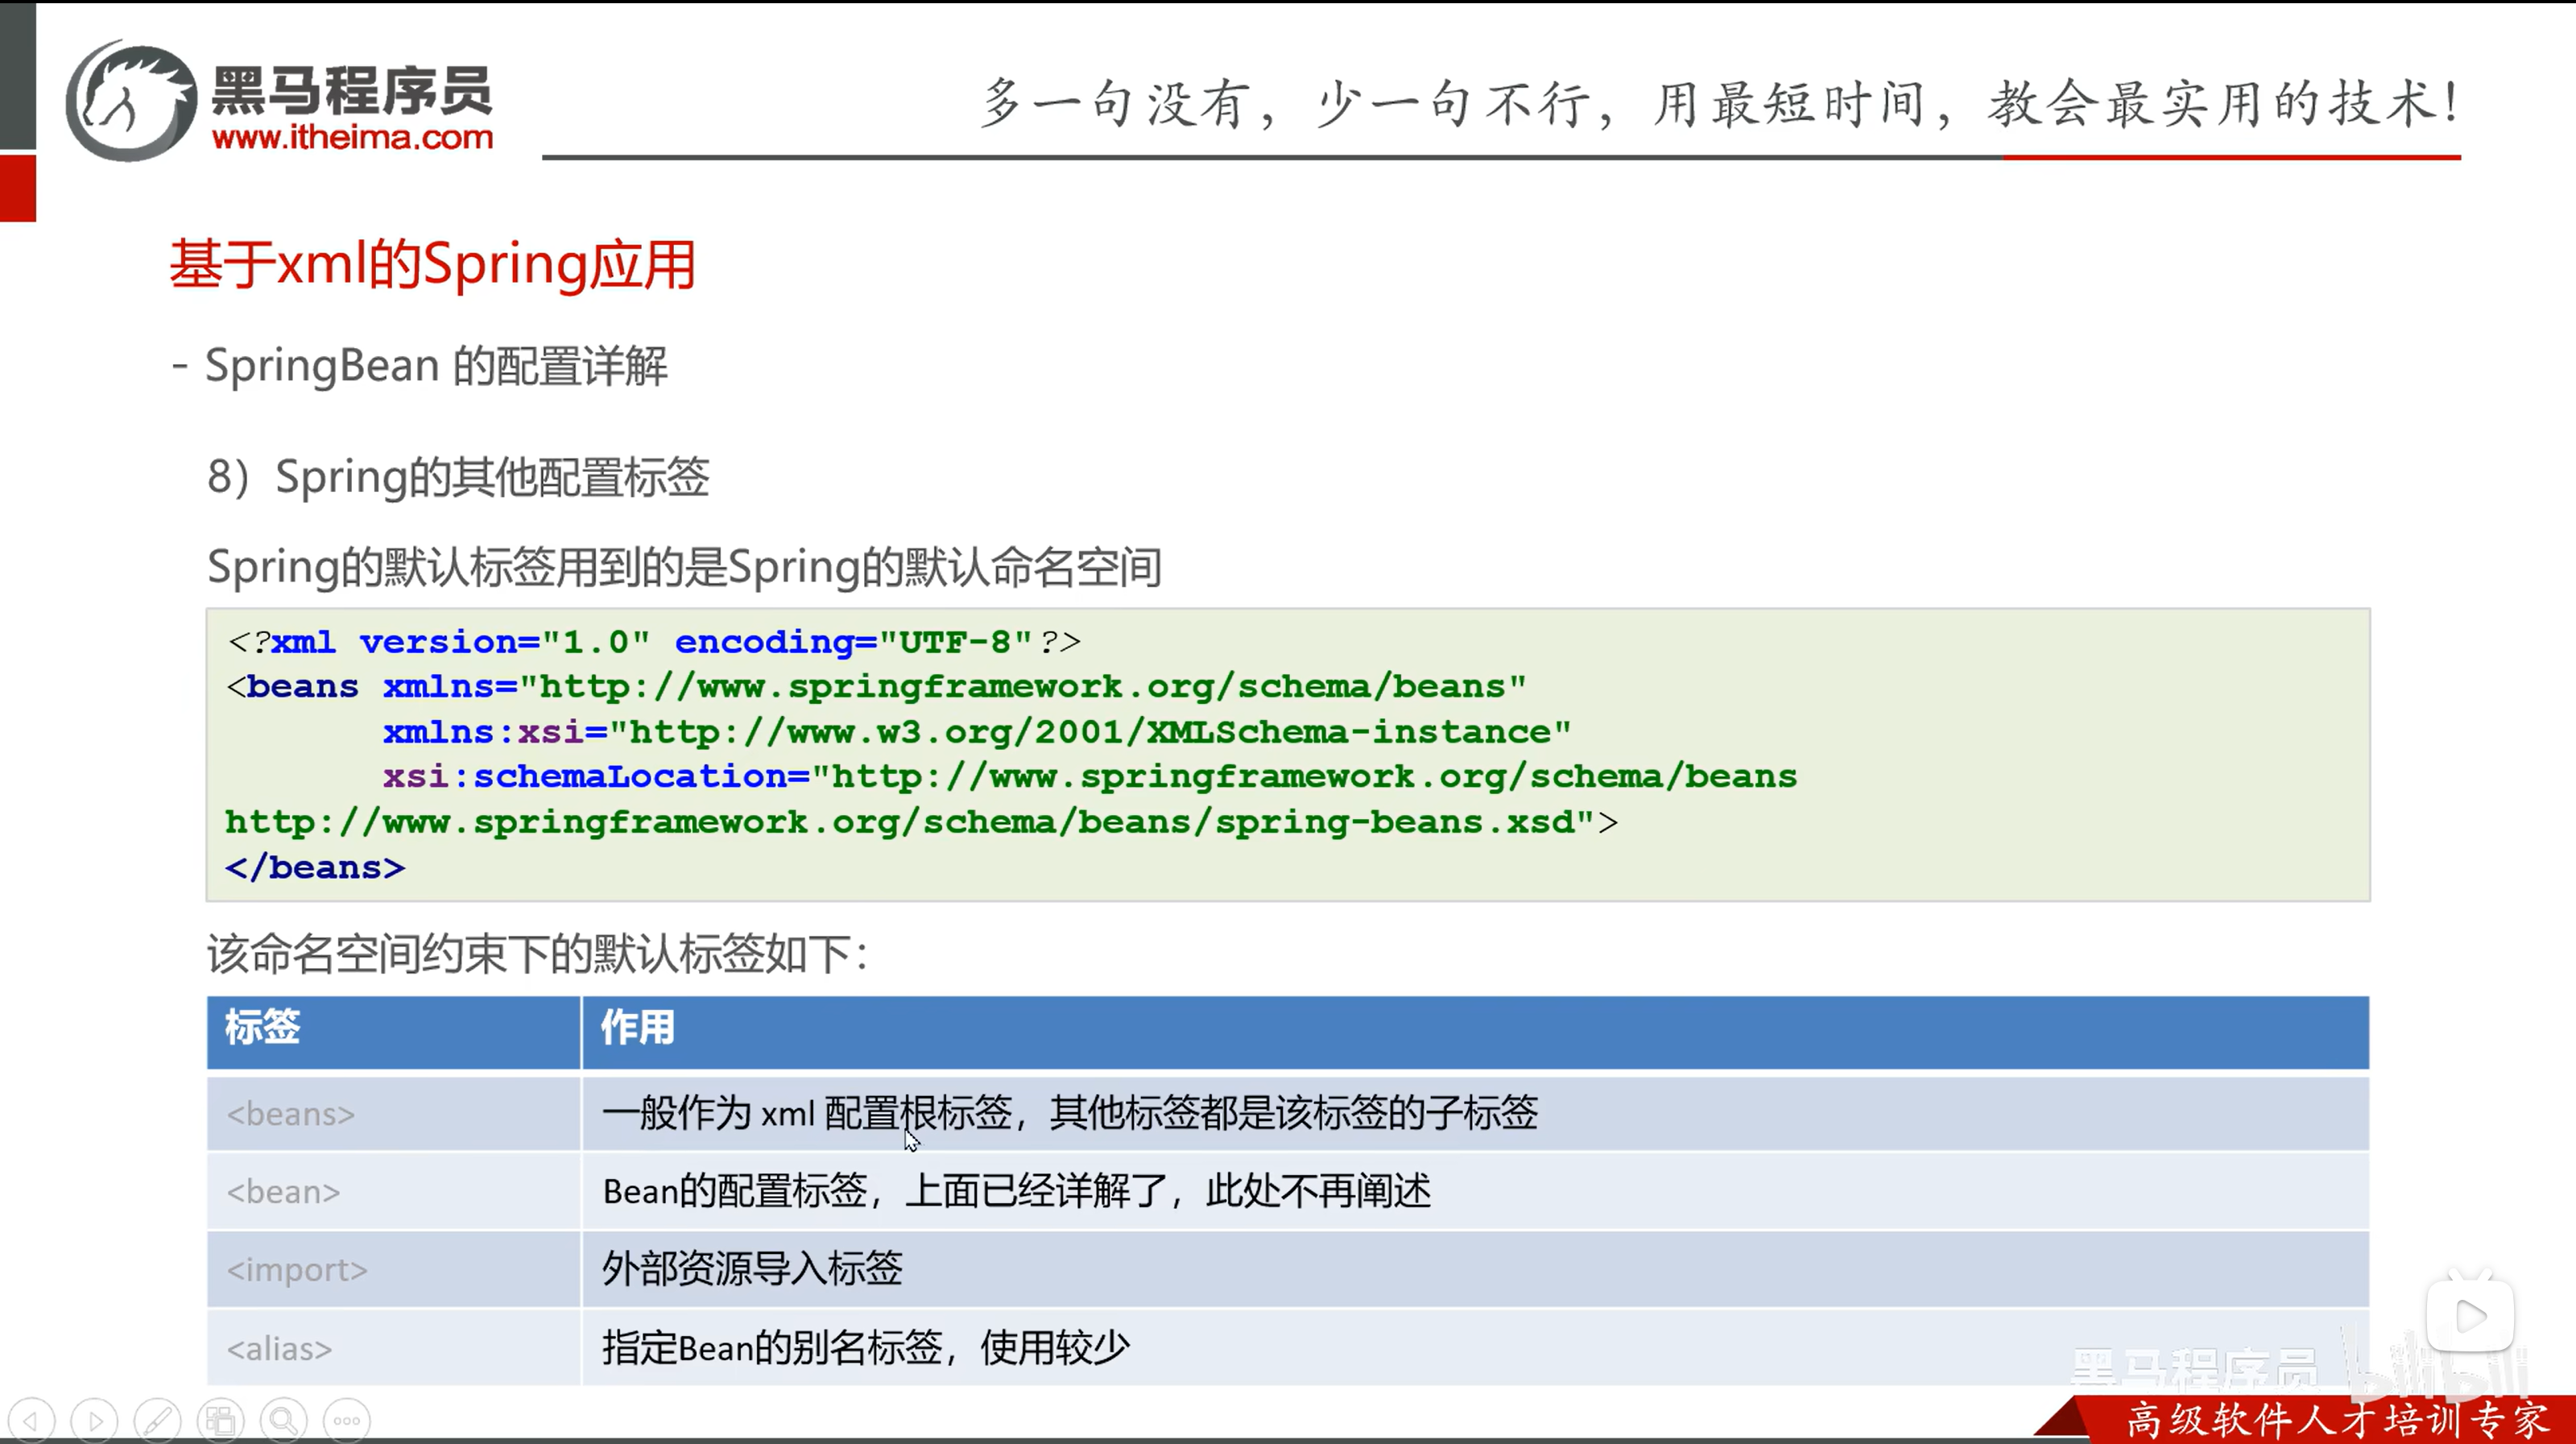 黑马程序员
www.itheima.com
多一句没有，少一句不行，用最短时间，教会最实用的技术！
基于xml的Spring应用
- SpringBean 的配置详解
8）Spring的其他配置标签
Spring的默认标签用到的是Spring的默认命名空间
<?xml version="1.0" encoding="UTF-8"?>
<beans xmlns="http://www.springframework.org/schema/beans"
xmlns:xsi="http://www.w3.org/2001/XMLSchema-instance"
xsi:schemaLocation="http://www.springframework.org/schema/beans
http://www.springframework.org/schema/beans/spring-beans.xsd">
</beans>
该命名空间约束下的默认标签如下：
标签 作用
<beans> 一般作为 xml 配置根标签，其他标签都是该标签的子标签
<bean> Bean的配置标签，上面已经详解了，此处不再阐述
<import> 外部资源导入标签
<alias> 指定Bean的别名标签，使用较少
黑马程序员 bilibili
高级软件人才培训专家